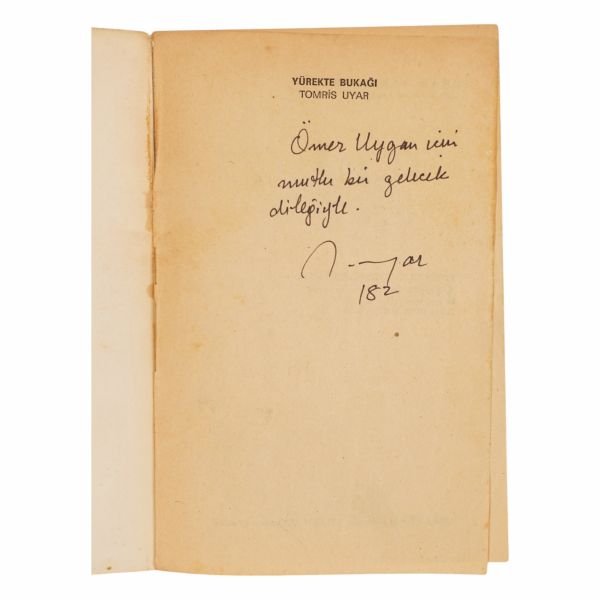 YÜREKTE BUKAĞI
TOMRİS UYAR
Ömer Uygan için
mutlu bir gelecek
dileğiyle.
182